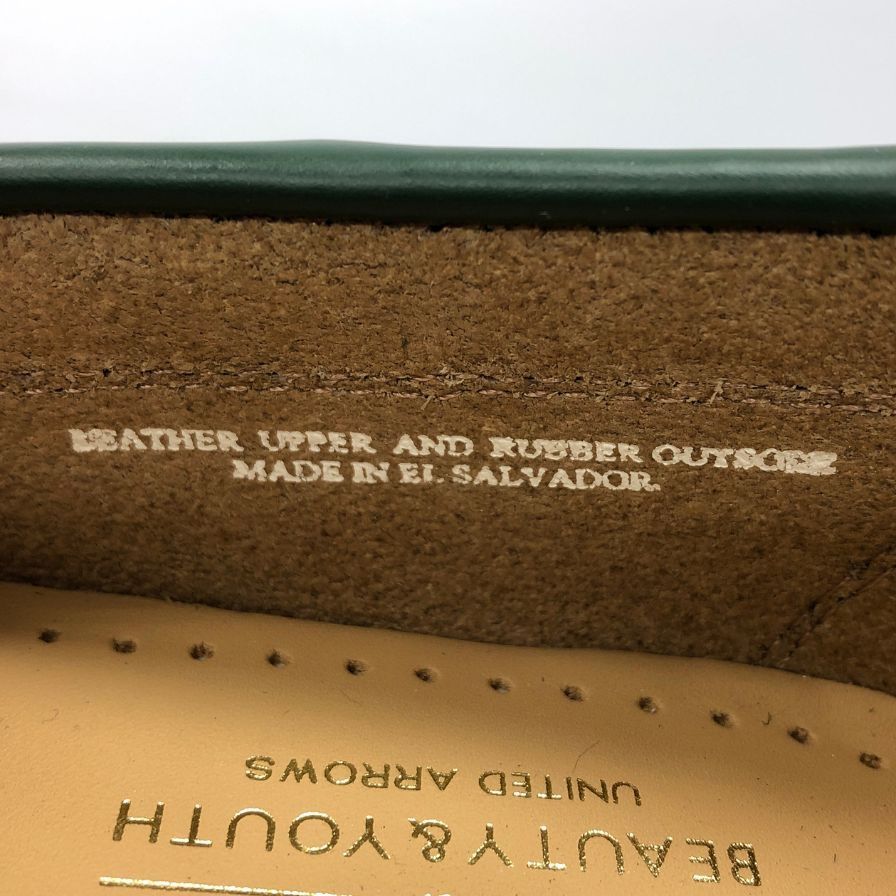 LEATHER UPPER AND RUBBER OUTSOLE
MADE IN EL SALVADOR.
BEAUTY & YOUTH
UNITED ARROWS